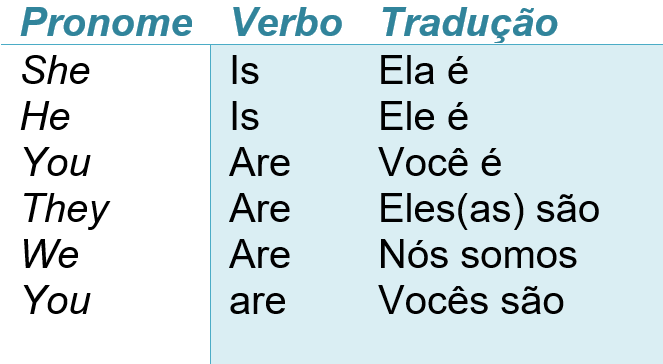 Pronome Verbo Tradução
She Is Ela é
He Is Ele é
You Are Você é
They Are Eles(as) são
We Are Nós somos
You are Vocês são